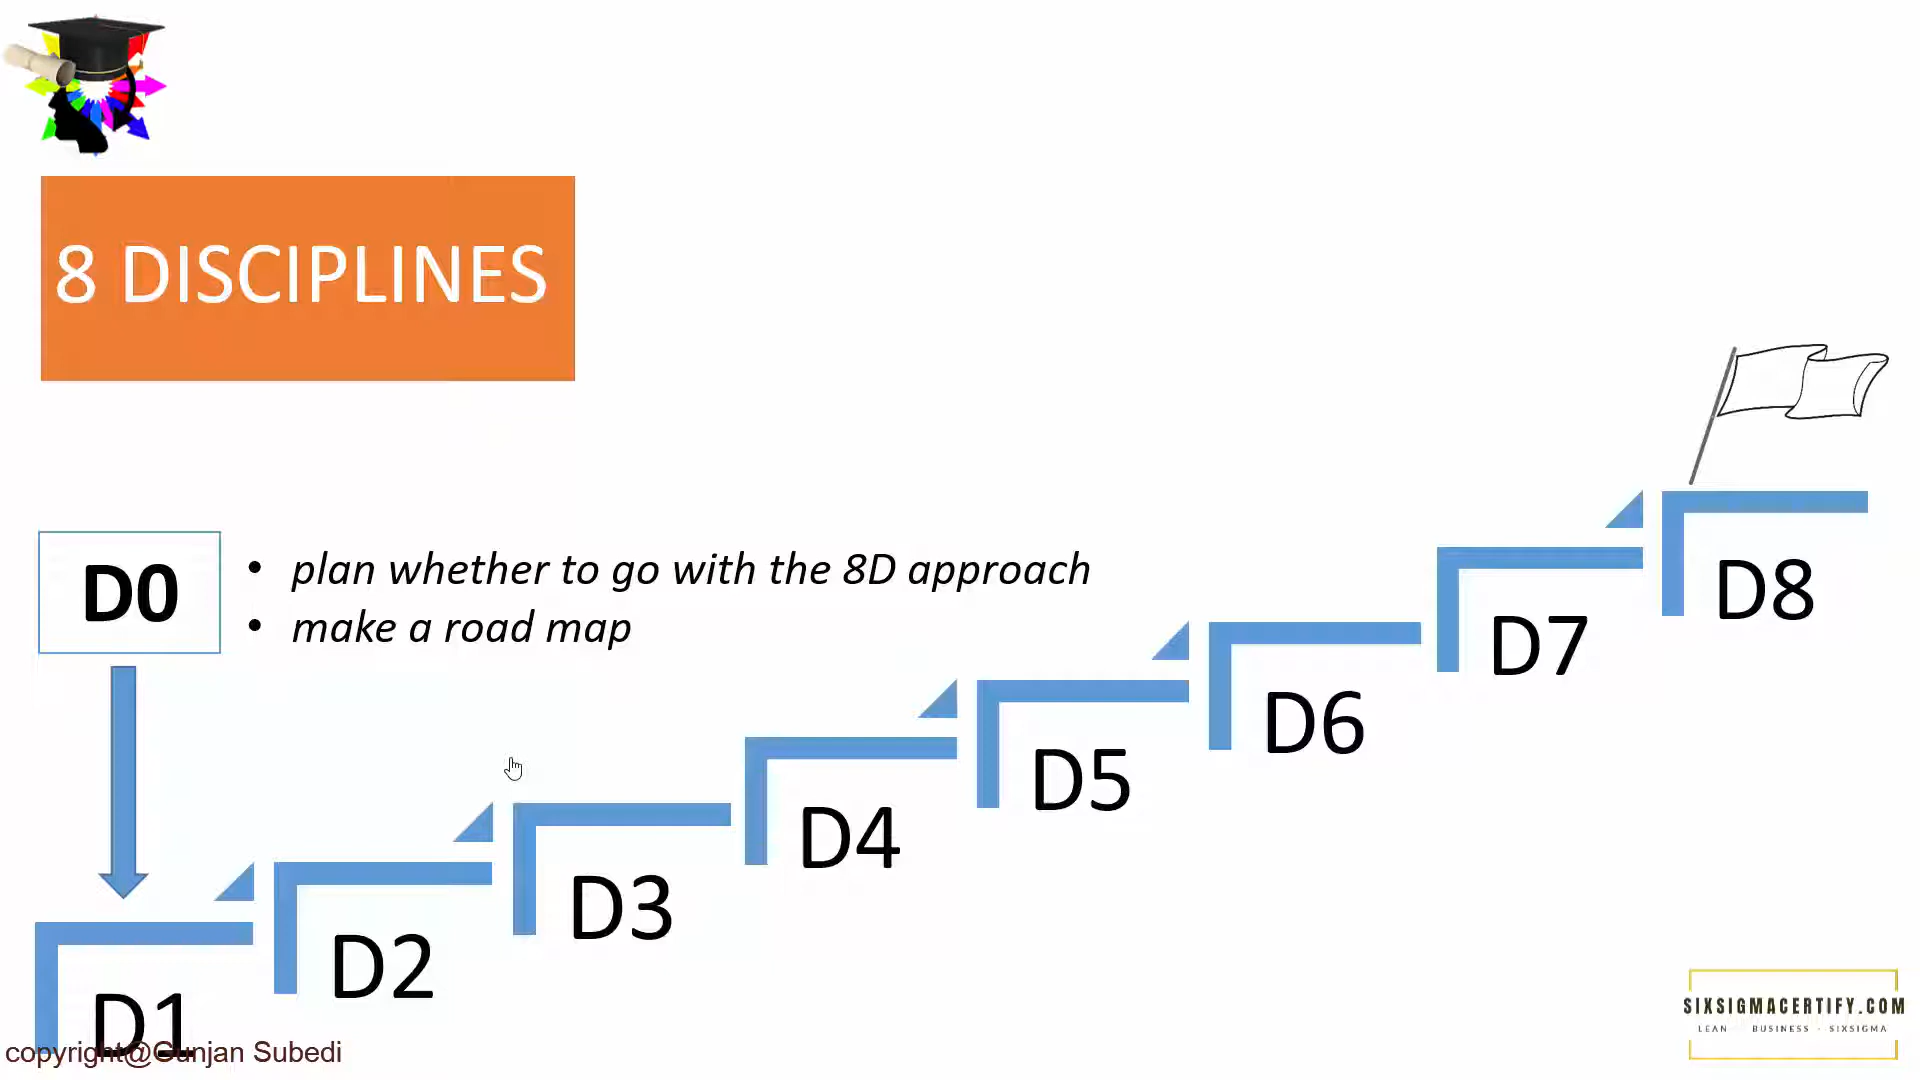 8 DISCIPLINES
D0
• plan whether to go with the 8D approach
• make a road map
D1
D2
D3
D4
D5
D6
D7
D8
copyright@Gunjan Subedi
SIXSIGMACERTIFY.COM
LEAN · BUSINESS · SIXSIGMA